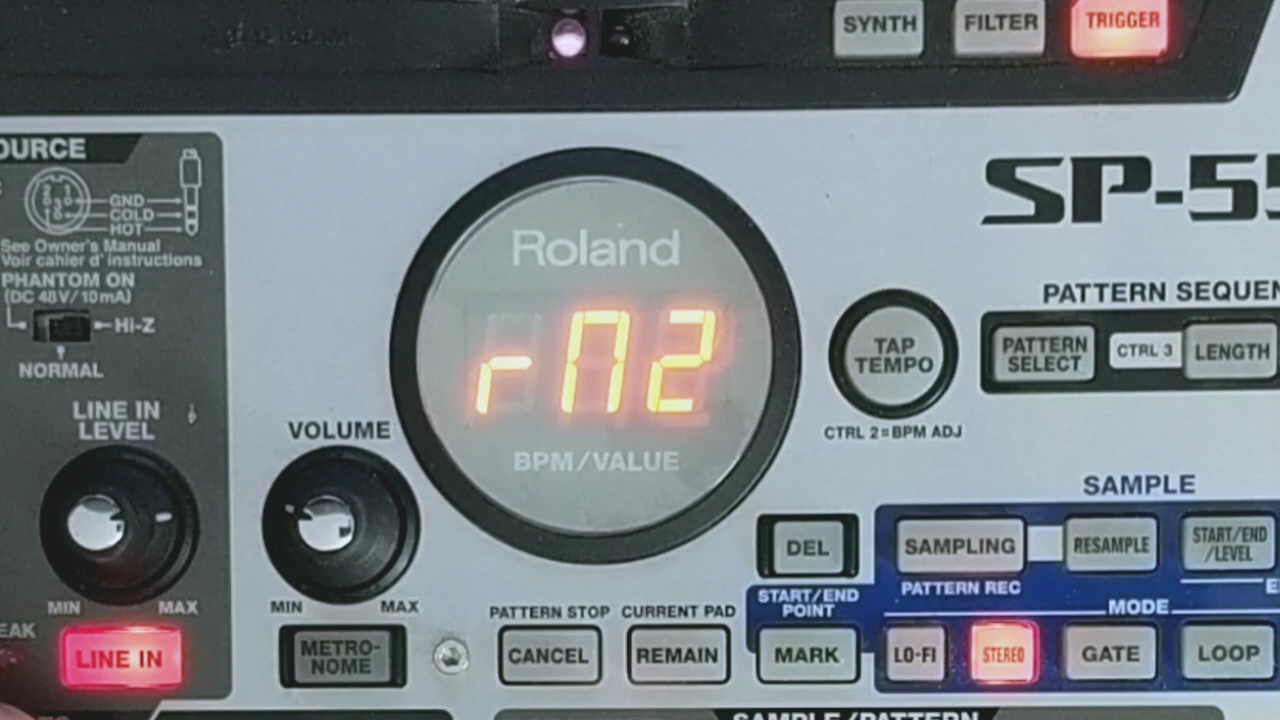 SYNTH
FILTER
TRIGGER
OURCE
GND
COLD
HOT
See Owner's Manual
Voir cahier d' instructions
PHANTOM ON
(DC 48V/10mA)
Hi-Z
NORMAL
LINE IN
LEVEL
MIN
MAX
EAK
LINE IN
VOLUME
MIN
MAX
METRO-
NOME
Roland
rM2
BPM/VALUE
TAP
TEMPO
CTRL 2=BPM ADJ
SP-55
PATTERN SEQUEN
PATTERN
SELECT
CTRL 3
LENGTH
SAMPLE
DEL
SAMPLING
RESAMPLE
START/END
/LEVEL
PATTERN REC
E
START/END
POINT
MODE
PATTERN STOP
CURRENT PAD
CANCEL
REMAIN
MARK
LO-FI
STEREO
GATE
LOOP
SAMPLE/PATTERN